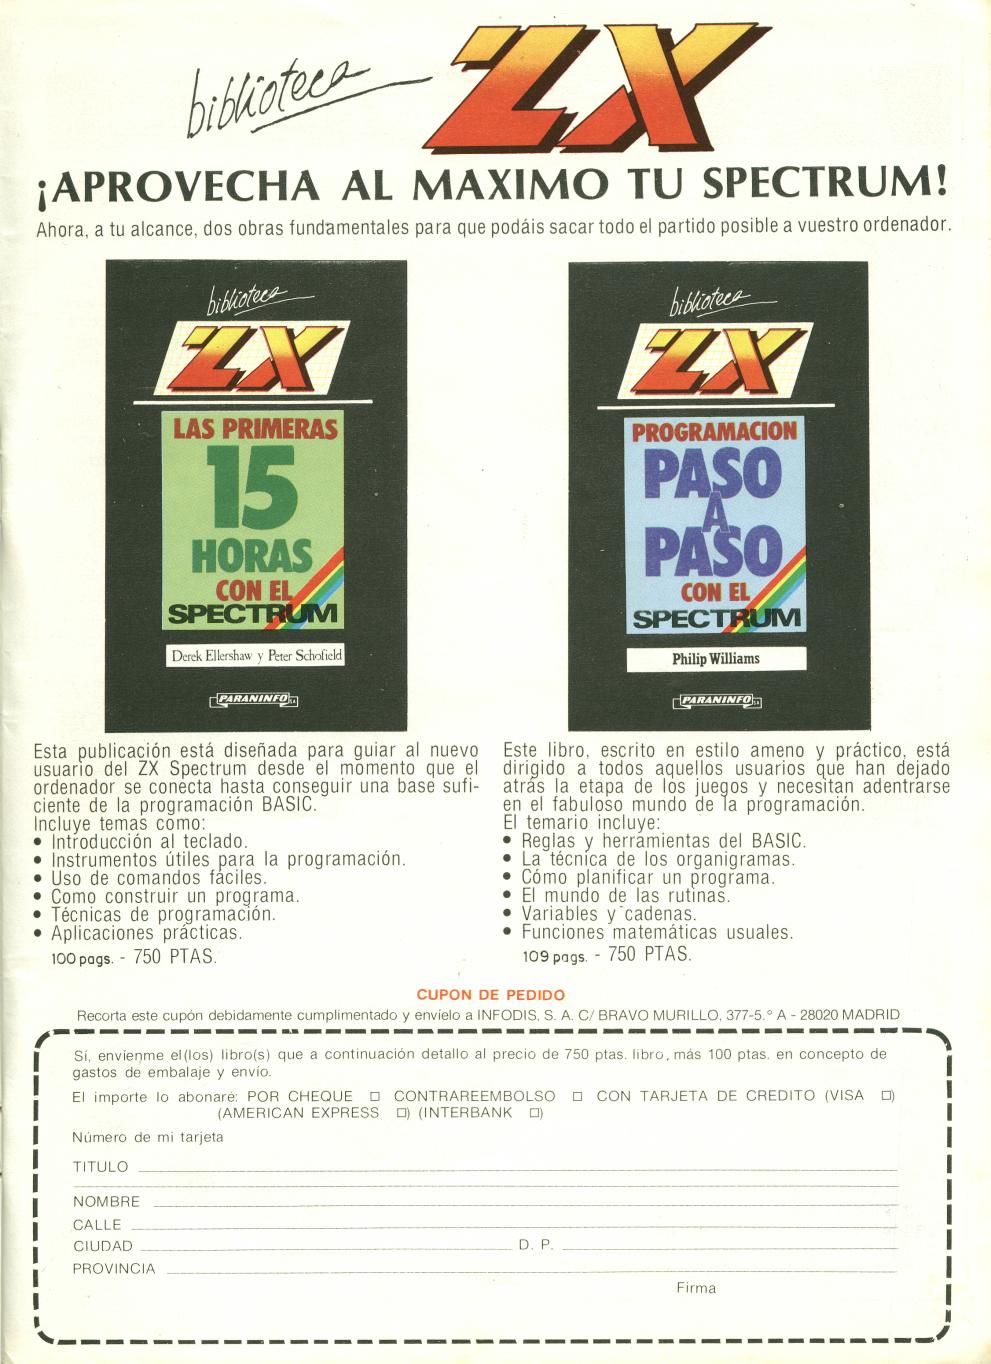 biblioteca ZX
¡APROVECHA AL MAXIMO TU SPECTRUM!
Ahora, a tu alcance, dos obras fundamentales para que podáis sacar todo el partido posible a vuestro ordenador.
biblioteca
ZX
LAS PRIMERAS
15
HORAS
CON EL
SPECTRUM
Derek Ellershaw y Peter Schofield
PARANINFO SA
biblioteca
ZX
PROGRAMACION
PASO
A
PASO
CON EL
SPECTRUM
Philip Williams
PARANINFO SA
Esta publicación está diseñada para guiar al nuevo
usuario del ZX Spectrum desde el momento que el
ordenador se conecta hasta conseguir una base sufi-
ciente de la programación BASIC.
Incluye temas como:
• Introducción al teclado.
• Instrumentos útiles para la programación.
• Uso de comandos fáciles.
• Como construir un programa.
• Técnicas de programación.
• Aplicaciones prácticas.
100 pags. - 750 PTAS.
Este libro, escrito en estilo ameno y práctico, está
dirigido a todos aquellos usuarios que han dejado
atrás la etapa de los juegos y necesitan adentrarse
en el fabuloso mundo de la programación.
El temario incluye:
• Reglas y herramientas del BASIC.
• La técnica de los organigramas.
• Cómo planificar un programa.
• El mundo de las rutinas.
• Variables y cadenas.
• Funciones matemáticas usuales.
109 pags. - 750 PTAS.
CUPON DE PEDIDO
Recorta este cupón debidamente cumplimentado y envielo a INFODIS, S. A. C/ BRAVO MURILLO, 377-5.º A - 28020 MADRID
Sí, envienme el(los) libro(s) que a continuación detallo al precio de 750 ptas. libro, más 100 ptas. en concepto de
gastos de embalaje y envío.
El importe lo abonaré: POR CHEQUE □ CONTRAREEMBOLSO □ CON TARJETA DE CREDITO (VISA □)
(AMERICAN EXPRESS □) (INTERBANK □)
Número de mi tarjeta
TITULO
NOMBRE
CALLE
CIUDAD D. P.
PROVINCIA
Firma